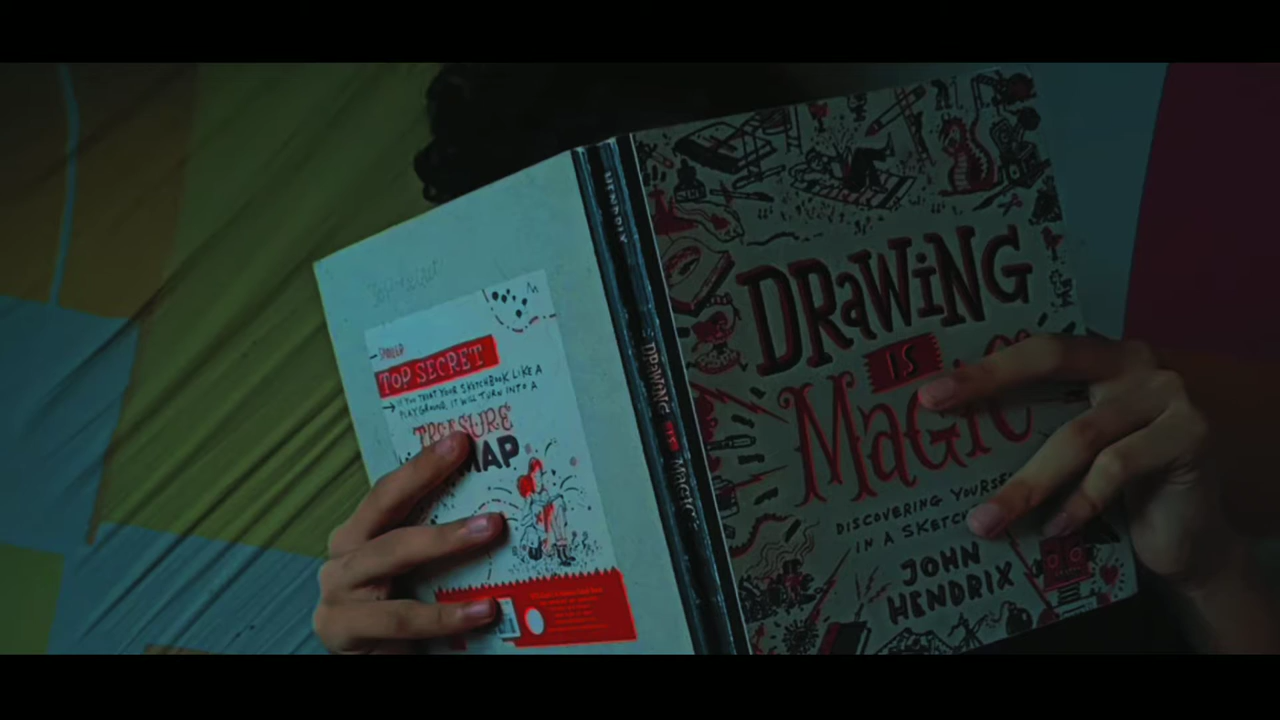 TOP SECRET
IF YOU TREAT YOUR SKETCHBOOK LIKE A
PLAYGROUND, IT WILL TURN INTO A
TREASURE
MAP
HENDRIX
DRAWING IS MAGIC
DRAWING
IS
MAGIC
DISCOVERING YOURSE
IN A SKETC
JOHN
HENDRIX